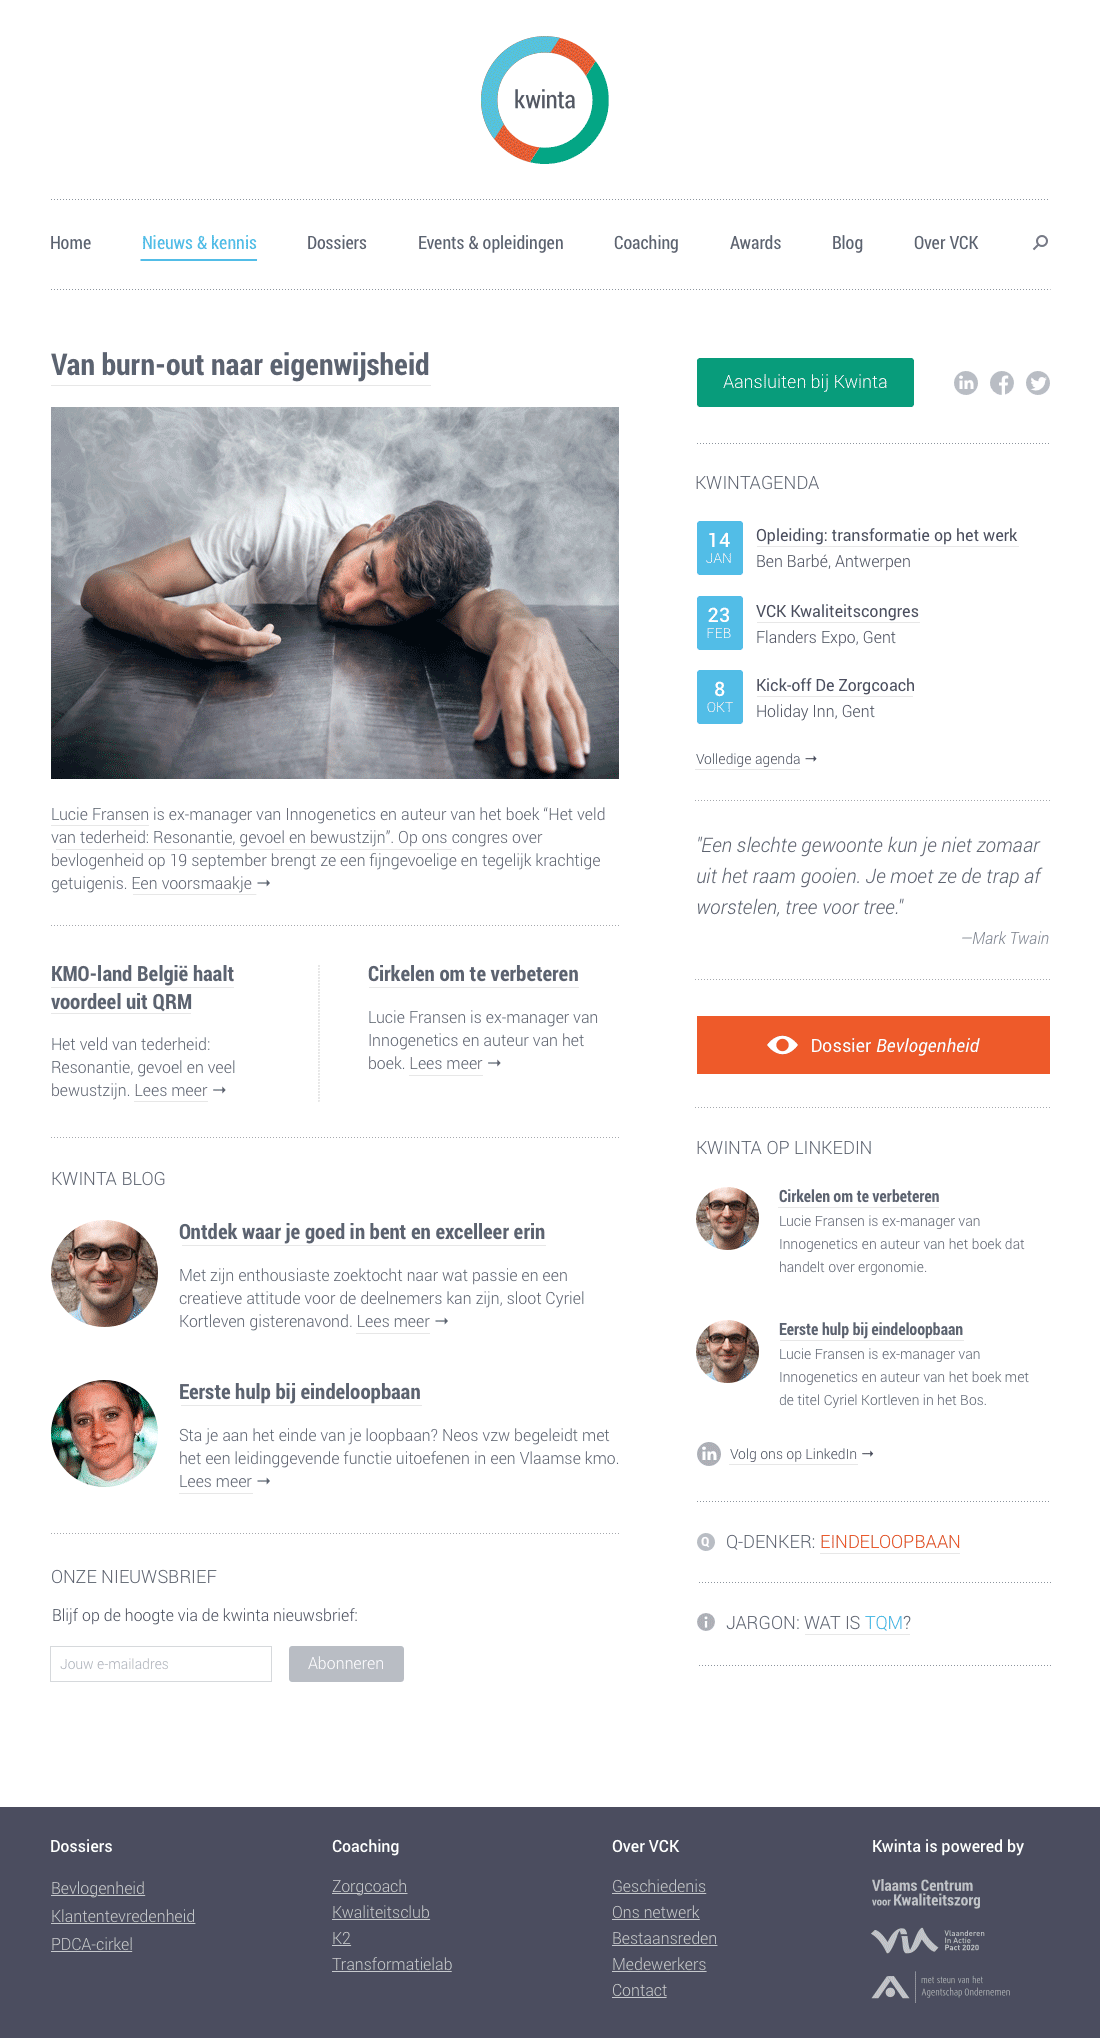 kwinta
Home Nieuws & kennis Dossiers Events & opleidingen Coaching Awards Blog Over VCK
Van burn-out naar eigenwijsheid
Lucie Fransen is ex-manager van Innogenetics en auteur van het boek “Het veld
van tederheid: Resonantie, gevoel en bewustzijn”. Op ons congres over
bevlogenheid op 19 september brengt ze een fijngevoelige en tegelijk krachtige
getuigenis. Een voorsmaakje →
KMO-land België haalt
voordeel uit QRM
Het veld van tederheid:
Resonantie, gevoel en veel
bewustzijn. Lees meer →
Cirkelen om te verbeteren
Lucie Fransen is ex-manager van
Innogenetics en auteur van het
boek. Lees meer →
KWINTA BLOG
Ontdek waar je goed in bent en excelleer erin
Met zijn enthousiaste zoektocht naar wat passie en een
creatieve attitude voor de deelnemers kan zijn, sloot Cyriel
Kortleven gisterenavond. Lees meer →
Eerste hulp bij eindeloopbaan
Sta je aan het einde van je loopbaan? Neos vzw begeleidt met
het een leidinggevende functie uitoefenen in een Vlaamse kmo.
Lees meer →
ONZE NIEUWSBRIEF
Blijf op de hoogte via de kwinta nieuwsbrief:
Jouw e-mailadres
Abonneren
Aansluiten bij Kwinta
in f
KWINTAGENDA
14
JAN
Opleiding: transformatie op het werk
Ben Barbé, Antwerpen
23
FEB
VCK Kwaliteitscongres
Flanders Expo, Gent
8
OKT
Kick-off De Zorgcoach
Holiday Inn, Gent
Volledige agenda →
"Een slechte gewoonte kun je niet zomaar
uit het raam gooien. Je moet ze de trap af
worstelen, tree voor tree."
—Mark Twain
Dossier Bevlogenheid
KWINTA OP LINKEDIN
Cirkelen om te verbeteren
Lucie Fransen is ex-manager van
Innogenetics en auteur van het boek dat
handelt over ergonomie.
Eerste hulp bij eindeloopbaan
Lucie Fransen is ex-manager van
Innogenetics en auteur van het boek met
de titel Cyriel Kortleven in het Bos.
in Volg ons op LinkedIn →
Q Q-DENKER: EINDELOOPBAAN
i JARGON: WAT IS TQM?
Dossiers
Bevlogenheid
Klantentevredenheid
PDCA-cirkel
Coaching
Zorgcoach
Kwaliteitsclub
K2
Transformatielab
Over VCK
Geschiedenis
Ons netwerk
Bestaansreden
Medewerkers
Contact
Kwinta is powered by
Vlaams Centrum
voor Kwaliteitszorg
ViA
Vlaanderen
In Actie
Pact 2020
met steun van het
Agentschap Ondernemen